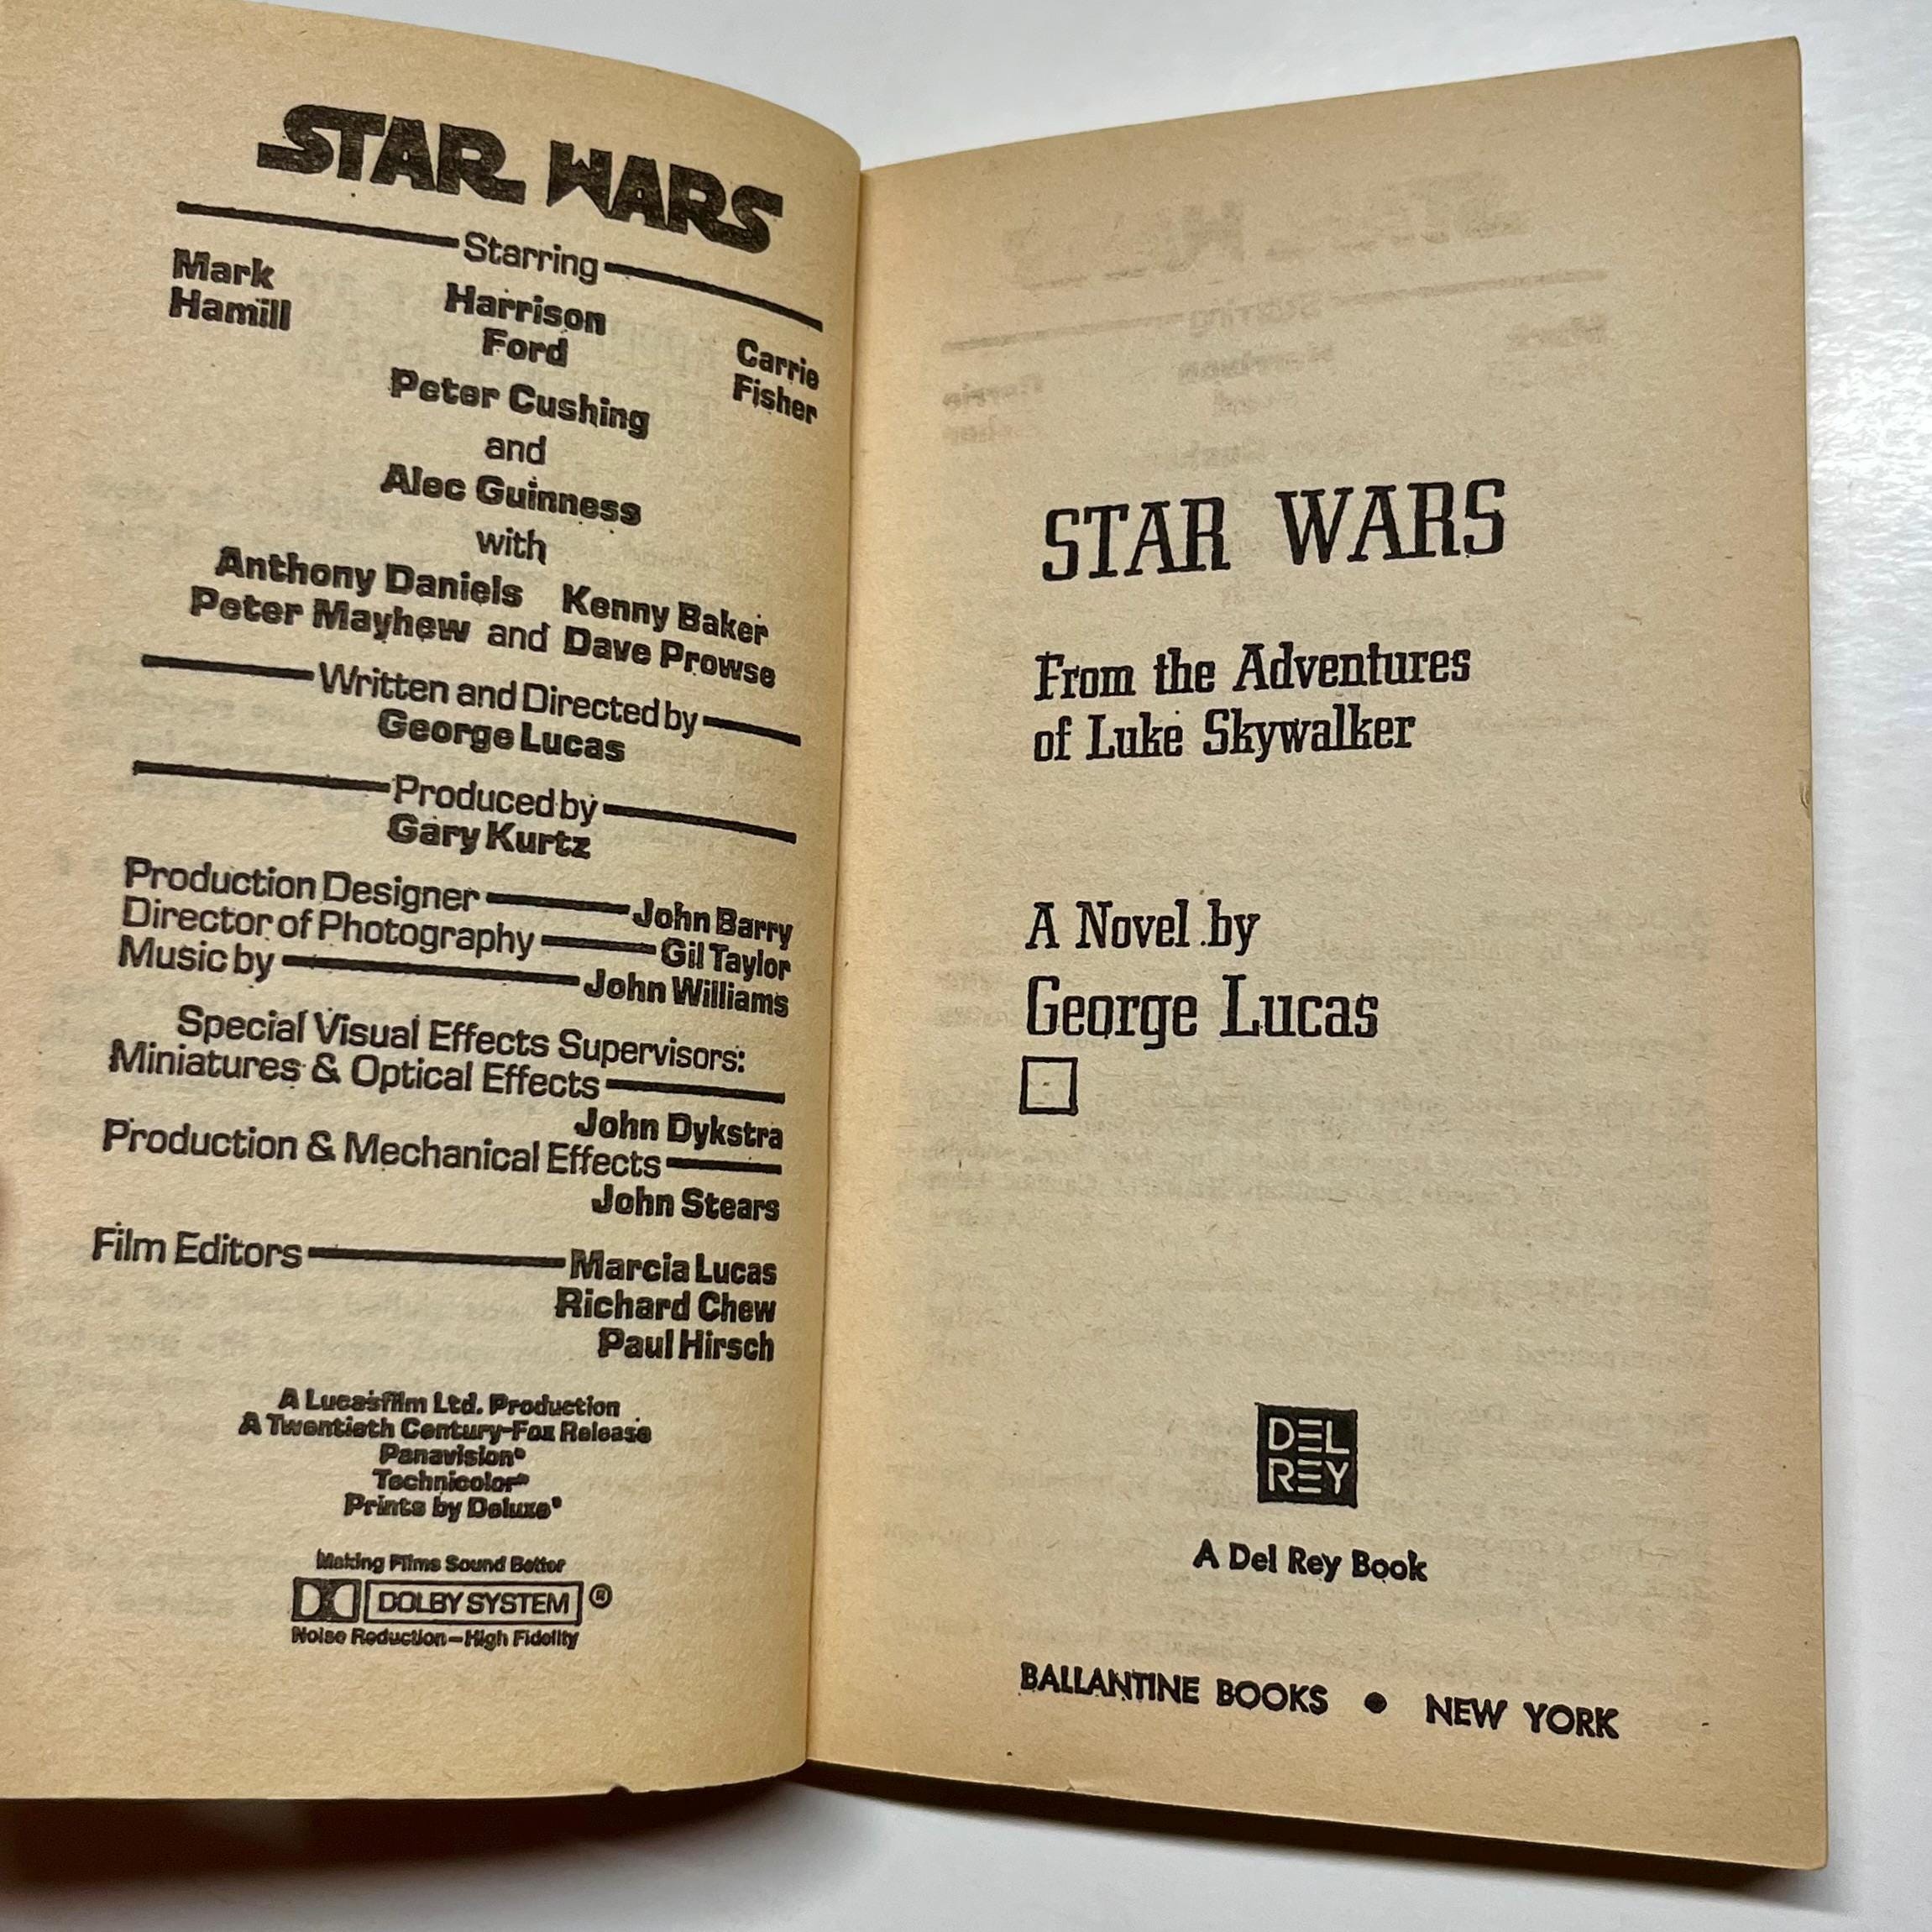 STAR WARS
Starring
Mark Hamill
Harrison Ford
Carrie Fisher
Peter Cushing
and
Alec Guinness
with
Anthony Daniels Kenny Baker
Peter Mayhew and Dave Prowse
Written and Directed by
George Lucas
Produced by
Gary Kurtz
Production Designer John Barry
Director of Photography Gil Taylor
Music by John Williams
Special Visual Effects Supervisors:
Miniatures & Optical Effects
John Dykstra
Production & Mechanical Effects
John Stears
Film Editors Marcia Lucas
Richard Chew
Paul Hirsch
A Lucasfilm Ltd. Production
A Twentieth Century-Fox Release
Panavision®
Technicolor®
Prints by Deluxe®
Making Films Sound Better
DOLBY SYSTEM ®
Noise Reduction–High Fidelity
STAR WARS
From the Adventures
of Luke Skywalker
A Novel by
George Lucas
DEL
REY
A Del Rey Book
BALLANTINE BOOKS • NEW YORK